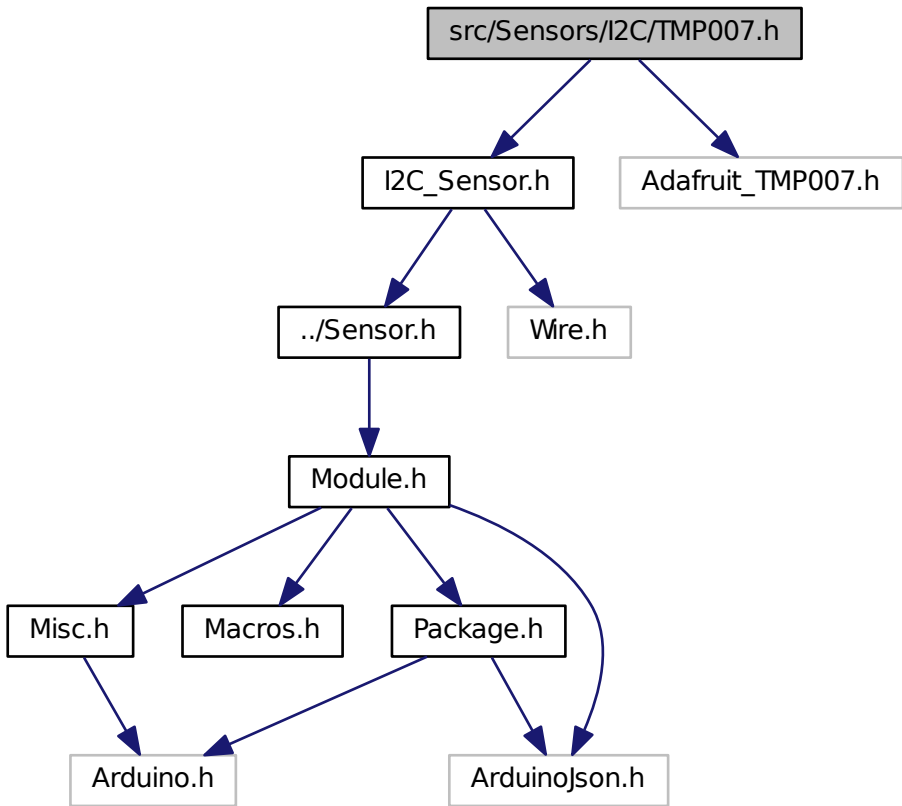 src/Sensors/I2C/TMP007.h
I2C_Sensor.h
Adafruit_TMP007.h
../Sensor.h
Wire.h
Module.h
Misc.h
Macros.h
Package.h
Arduino.h
ArduinoJson.h